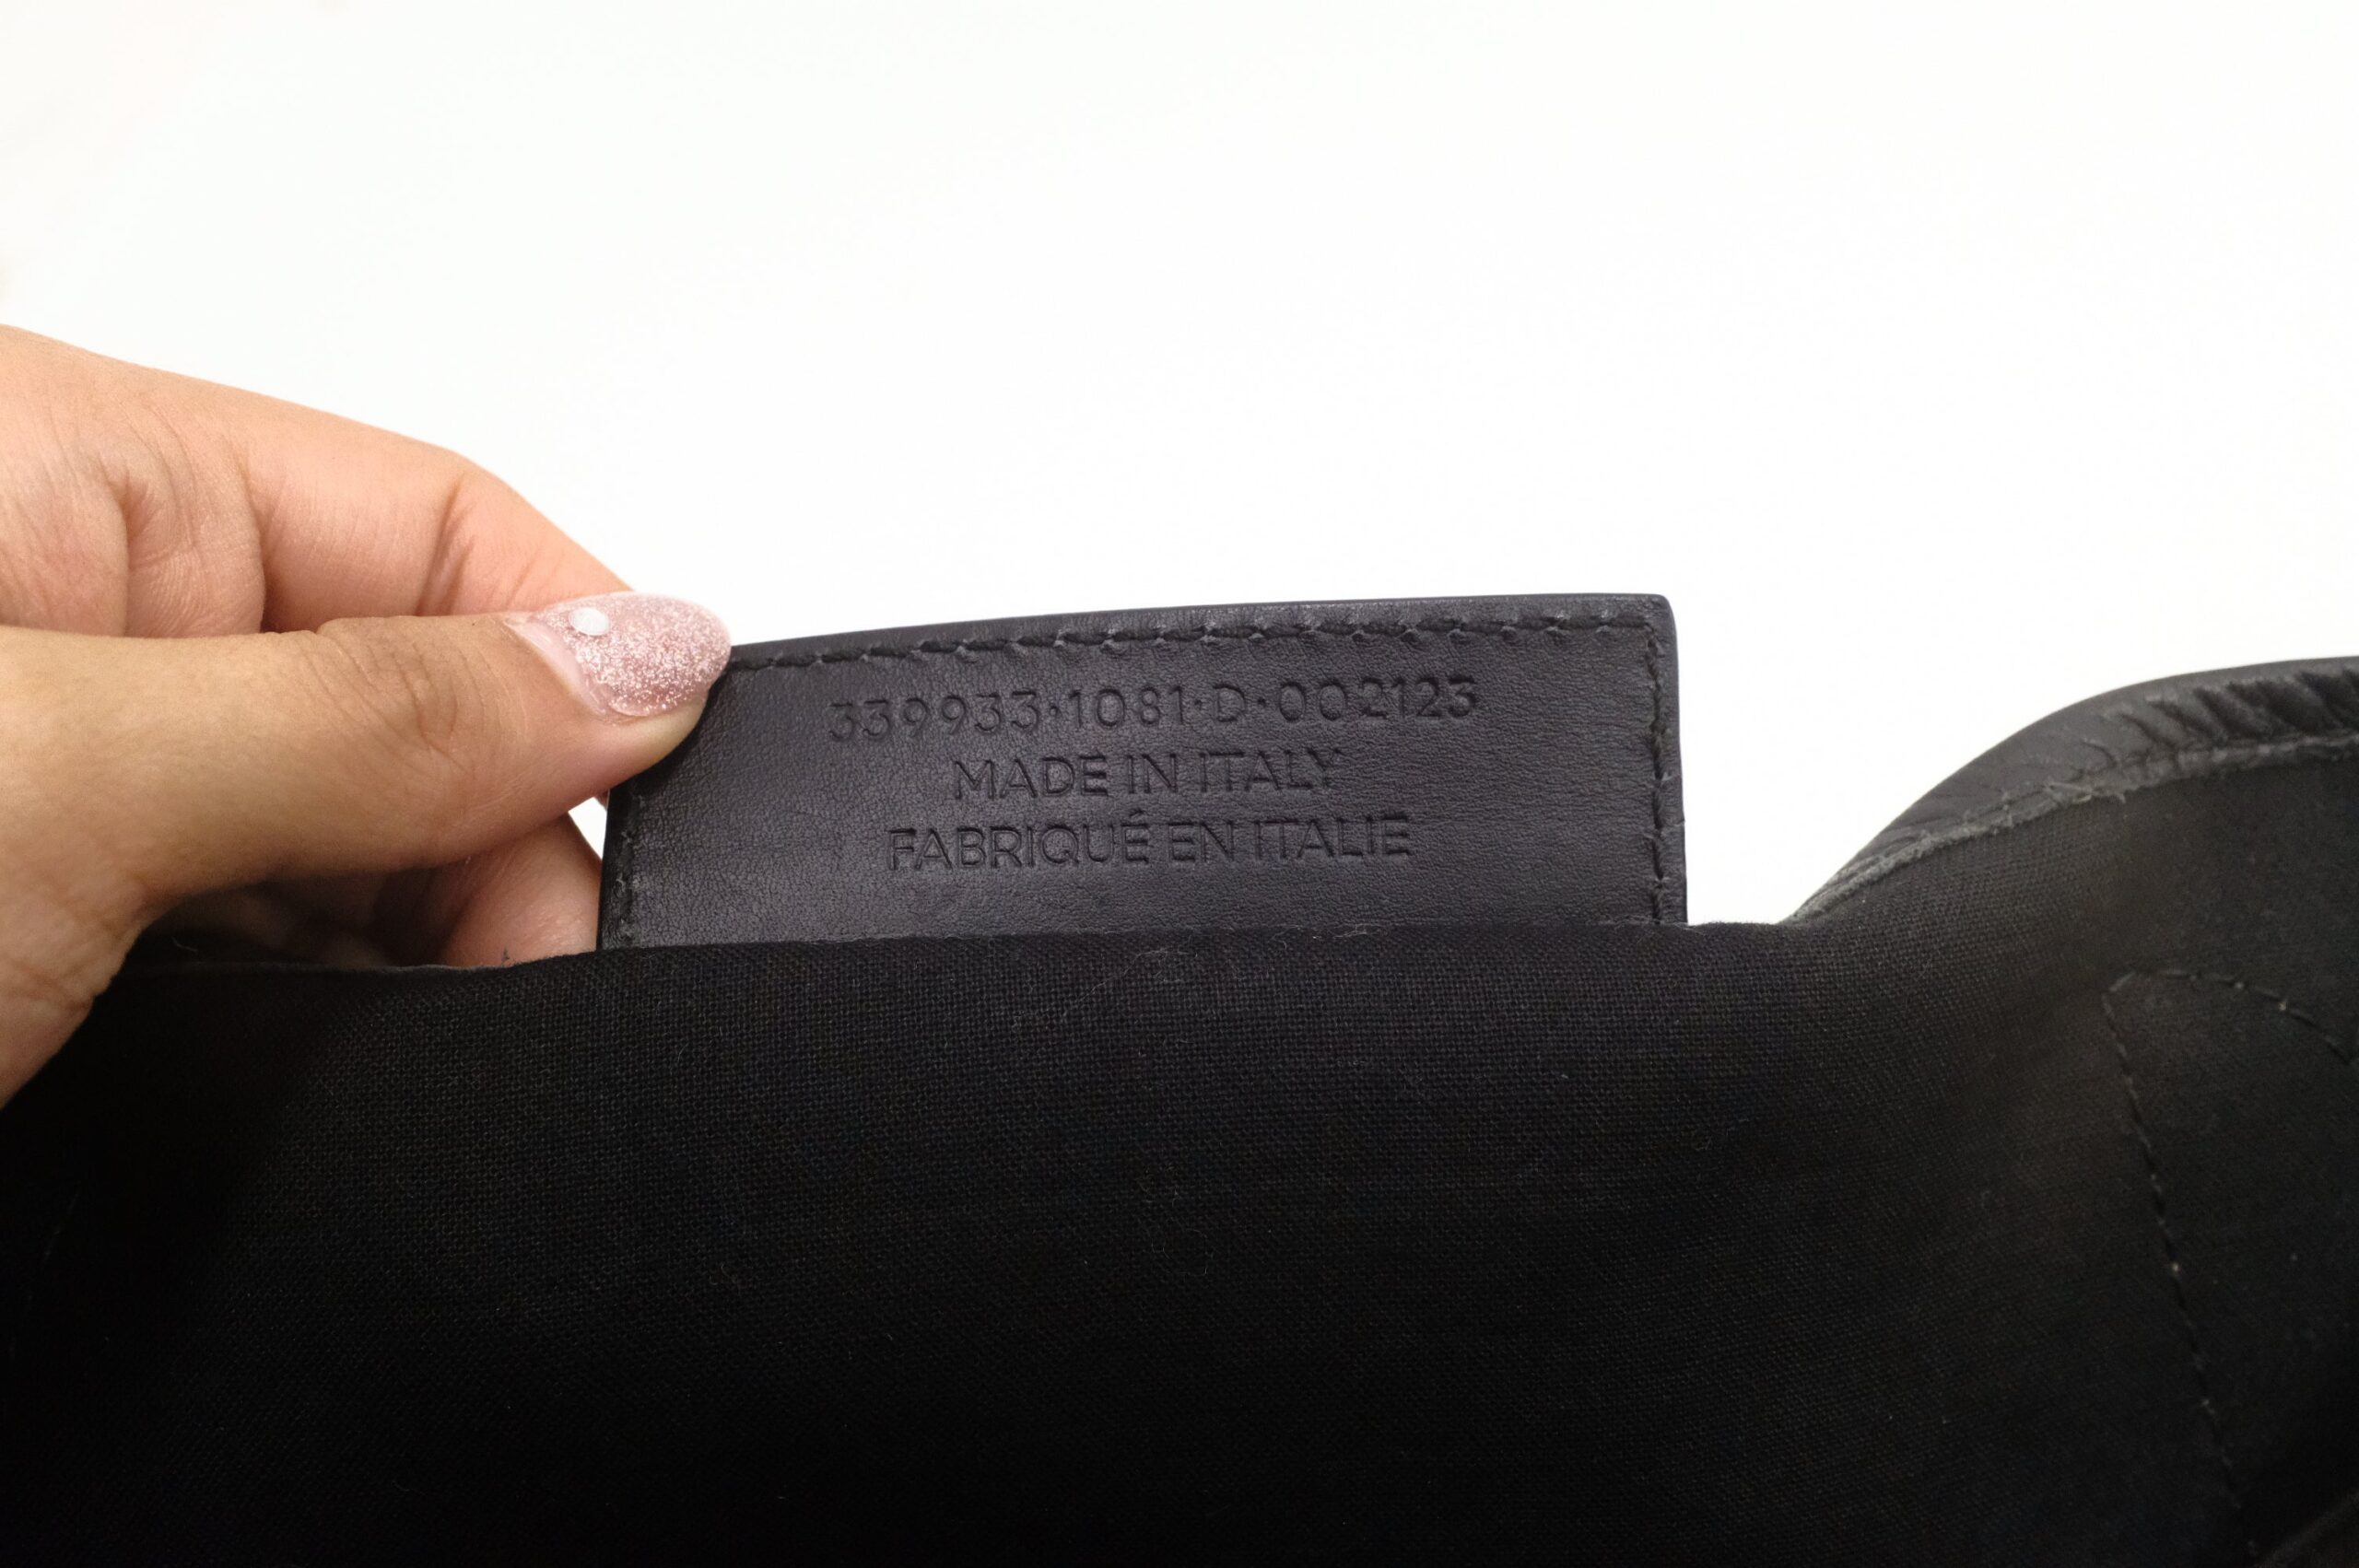 339933·1081·D·002123
MADE IN ITALY
FABRIQUÉ EN ITALIE